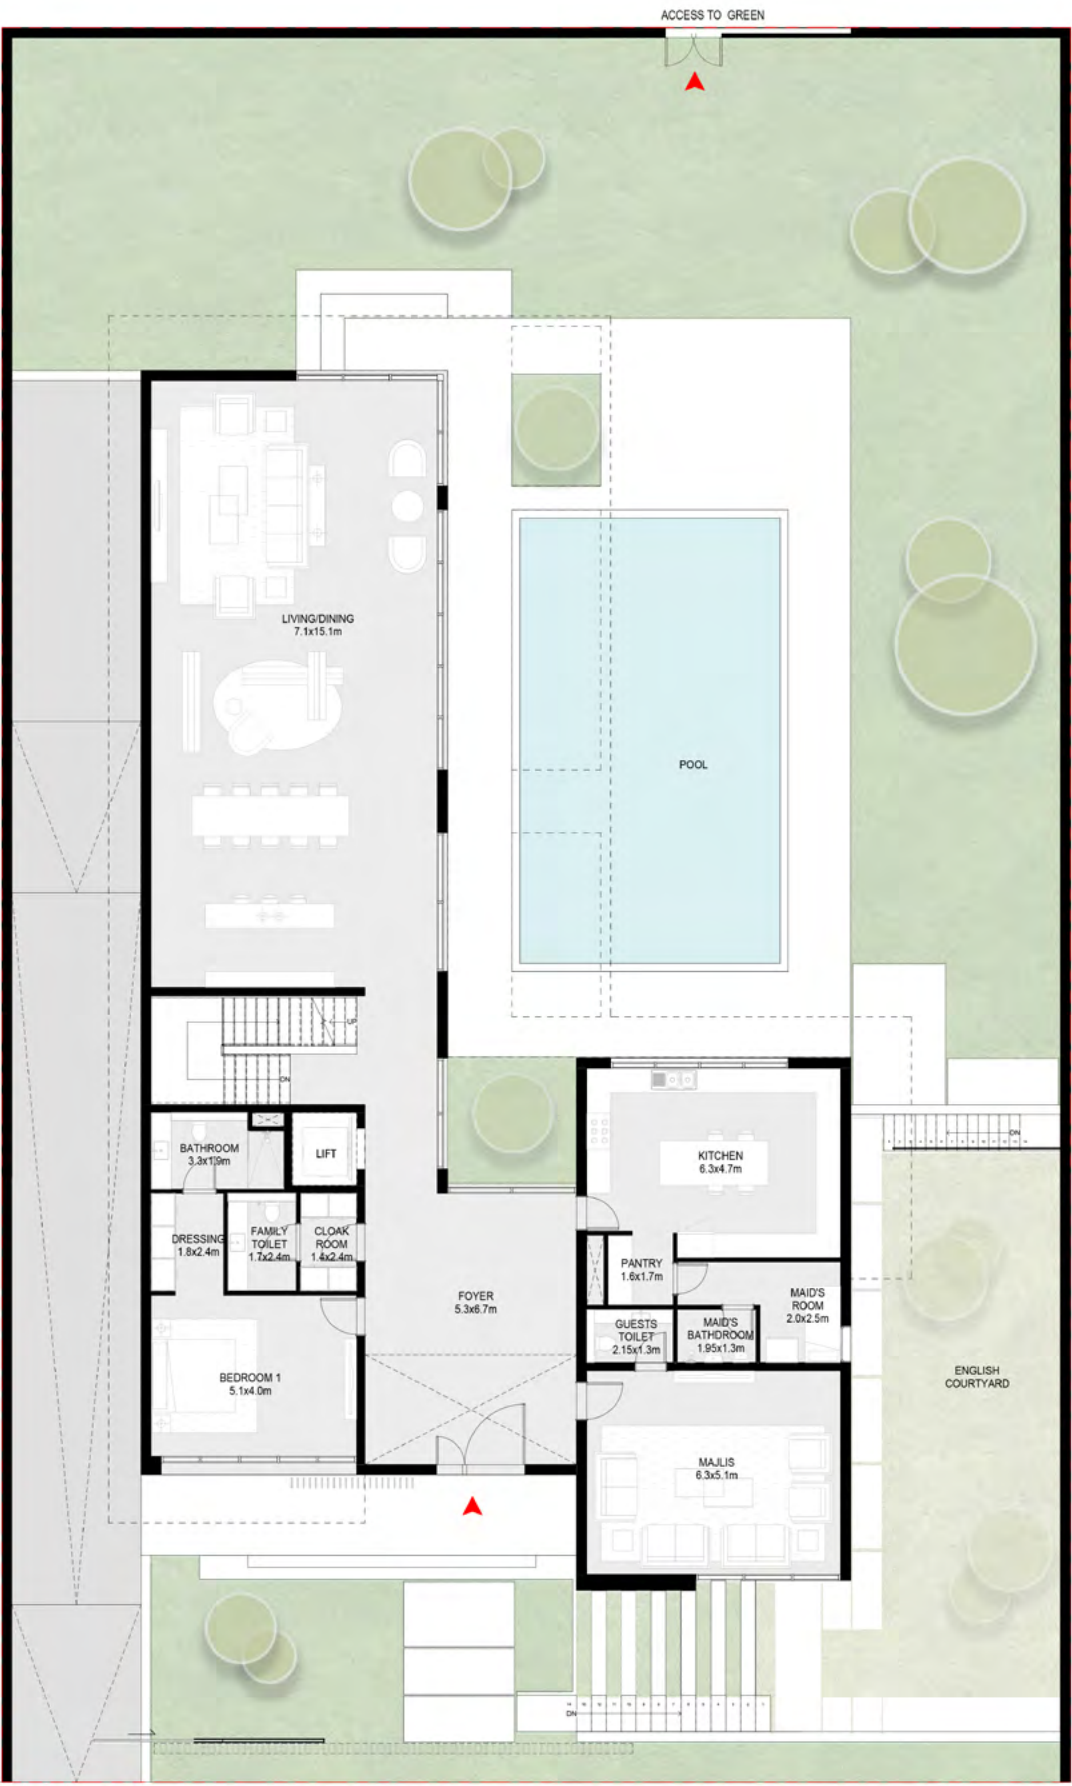 ACCESS TO GREEN
LIVING/DINING
7.1x15.1m
POOL
UP
DN
BATHROOM
3.3x1.9m
LIFT
KITCHEN
6.3x4.7m
DN
DRESSING
1.8x2.4m
FAMILY
TOILET
1.7x2.4m
CLOAK
ROOM
1.4x2.4m
PANTRY
1.6x1.7m
FOYER
5.3x6.7m
MAID'S
ROOM
2.0x2.5m
GUESTS
TOILET
2.15x1.3m
MAID'S
BATHDROOM
1.95x1.3m
BEDROOM 1
5.1x4.0m
ENGLISH
COURTYARD
MAJLIS
6.3x5.1m
DN